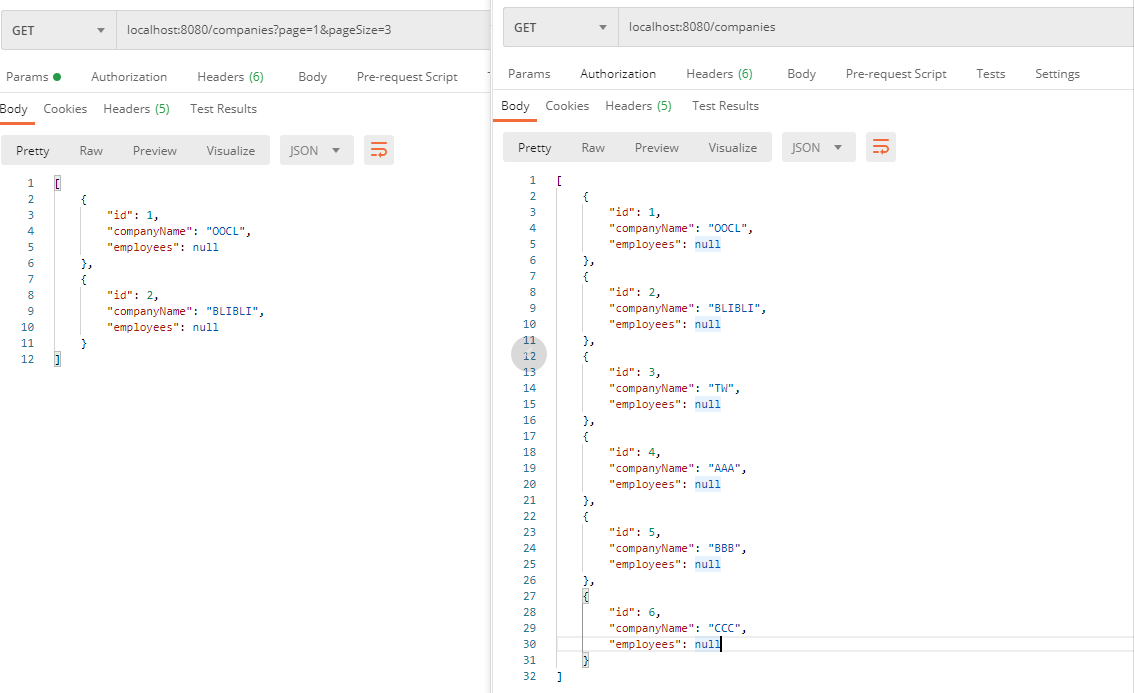 GET
localhost:8080/companies?page=1&pageSize=3
Params
Authorization
Headers (6)
Body
Pre-request Script
Body
Cookies
Headers (5)
Test Results
Pretty
Raw
Preview
Visualize
JSON
1 [
2 {
3 "id": 1,
4 "companyName": "OOCL",
5 "employees": null
6 },
7 {
8 "id": 2,
9 "companyName": "BLIBLI",
10 "employees": null
11 }
12 ]
GET
localhost:8080/companies
Params
Authorization
Headers (6)
Body
Pre-request Script
Tests
Settings
Body
Cookies
Headers (5)
Test Results
Pretty
Raw
Preview
Visualize
JSON
1 [
2 {
3 "id": 1,
4 "companyName": "OOCL",
5 "employees": null
6 },
7 {
8 "id": 2,
9 "companyName": "BLIBLI",
10 "employees": null
11 },
12 {
13 "id": 3,
14 "companyName": "TW",
15 "employees": null
16 },
17 {
18 "id": 4,
19 "companyName": "AAA",
20 "employees": null
21 },
22 {
23 "id": 5,
24 "companyName": "BBB",
25 "employees": null
26 },
27 {
28 "id": 6,
29 "companyName": "CCC",
30 "employees": null
31 }
32 ]